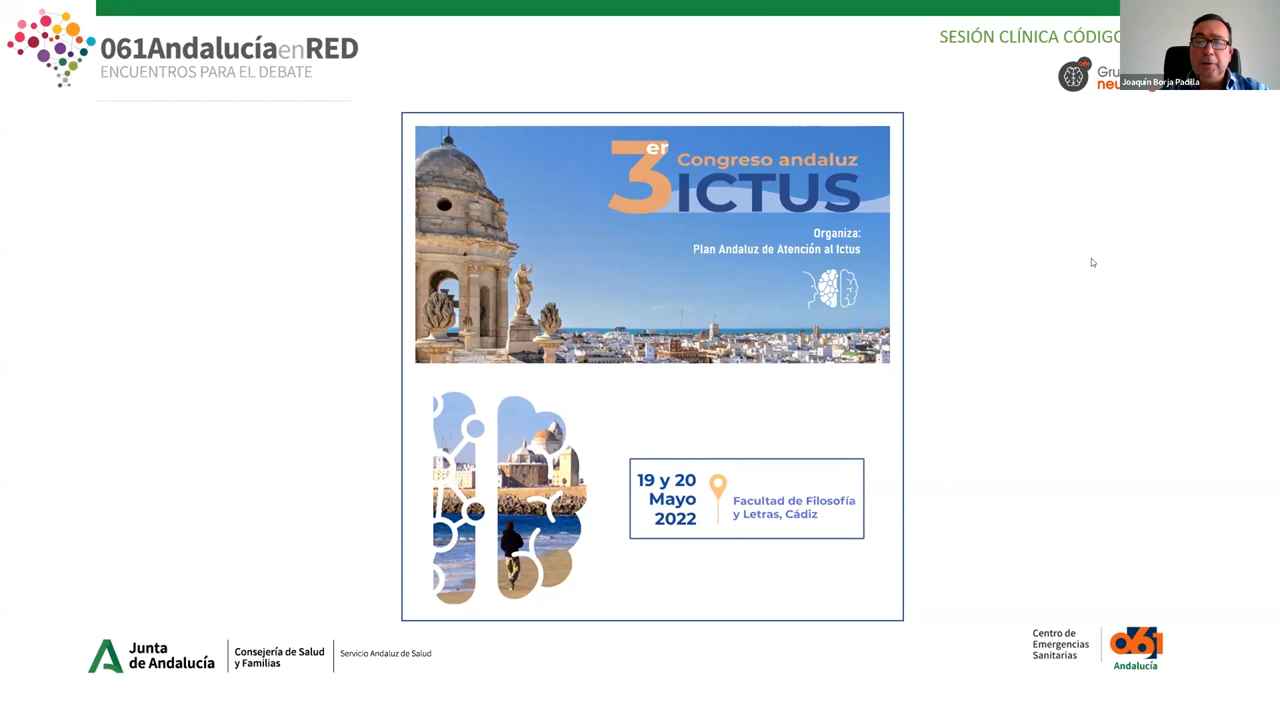 061AndalucíaenRED
ENCUENTROS PARA EL DEBATE
SESIÓN CLÍNICA CÓDIGO
Joaquín Borja Padilla
3er
Congreso andaluz
ICTUS
Organiza:
Plan Andaluz de Atención al Ictus
19 y 20
Mayo
2022
Facultad de Filosofía
y Letras, Cádiz
Junta
de Andalucía
Consejería de Salud
y Familias
Servicio Andaluz de Salud
Centro de
Emergencias
Sanitarias
061
Andalucía